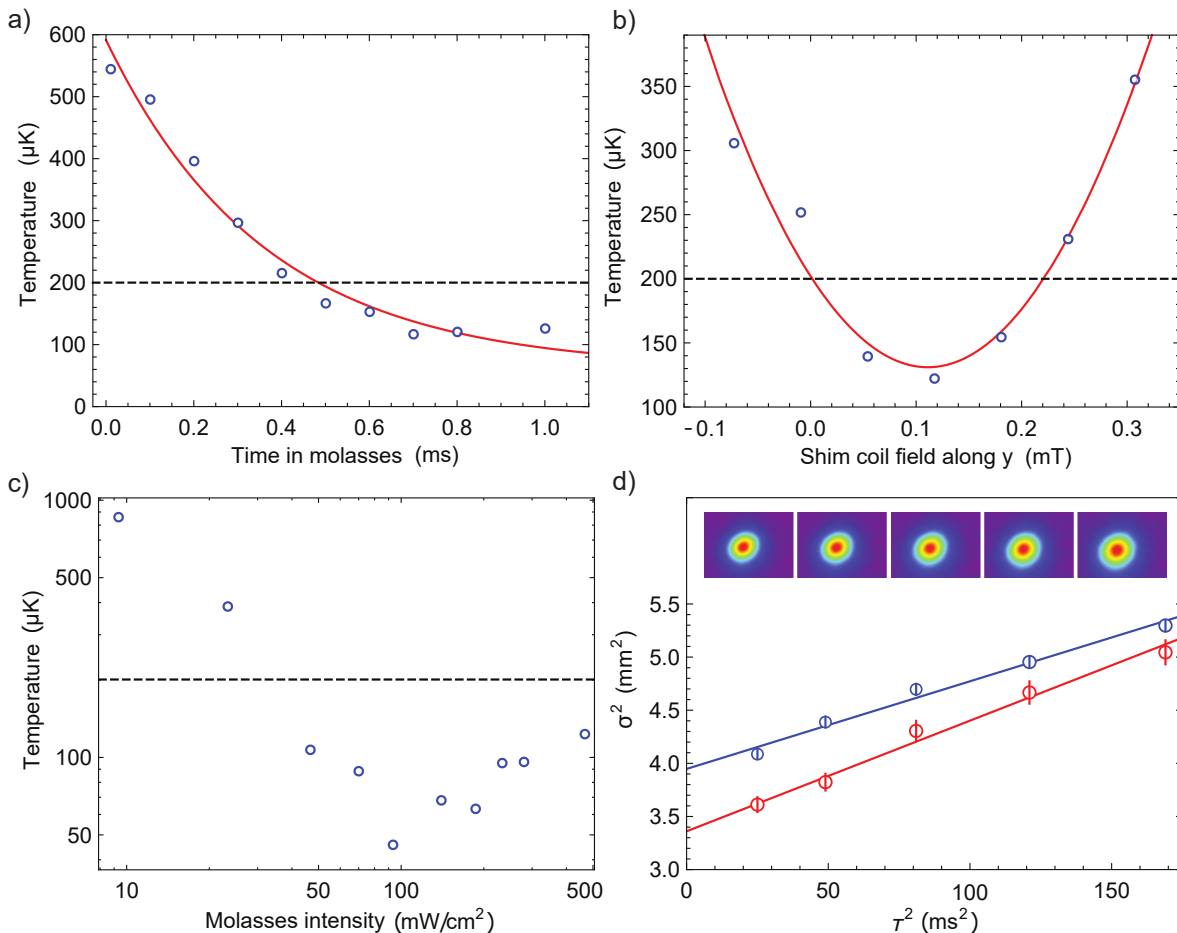 a)
600
500
400
300
200
100
0
Temperature (μK)
0.0 0.2 0.4 0.6 0.8 1.0
Time in molasses (ms)
b)
350
300
250
200
150
100
Temperature (μK)
-0.1 0.0 0.1 0.2 0.3
Shim coil field along y (mT)
c)
1000
500
100
50
Temperature (μK)
10 50 100 500
Molasses intensity (mW/cm²)
d)
5.5
5.0
4.5
4.0
3.5
3.0
σ² (mm²)
0 50 100 150
τ² (ms²)